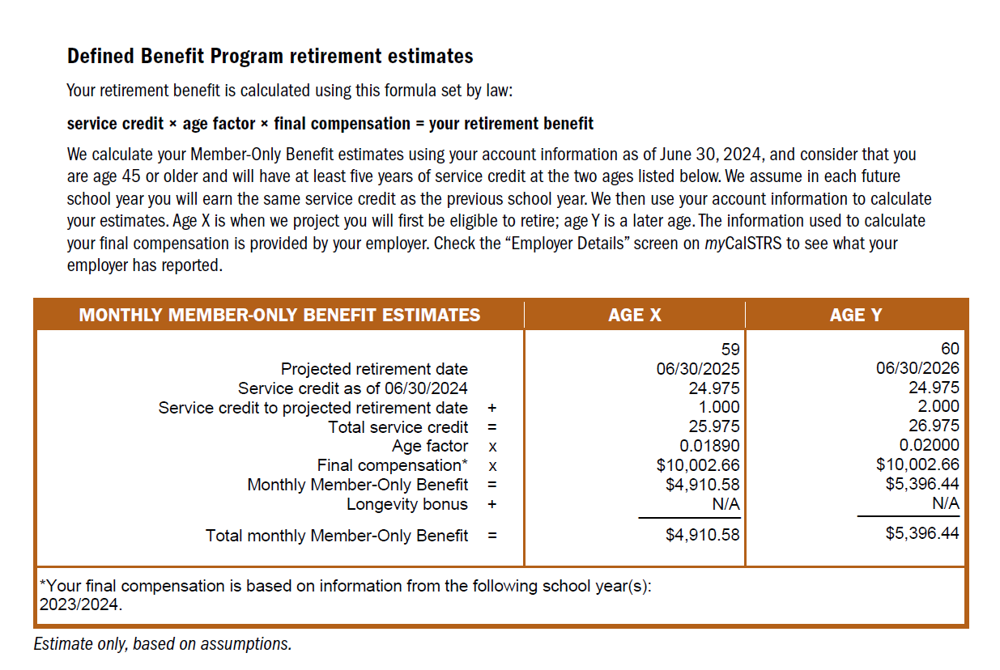 Defined Benefit Program retirement estimates
Your retirement benefit is calculated using this formula set by law:
service credit × age factor × final compensation = your retirement benefit
We calculate your Member-Only Benefit estimates using your account information as of June 30, 2024, and consider that you
are age 45 or older and will have at least five years of service credit at the two ages listed below. We assume in each future
school year you will earn the same service credit as the previous school year. We then use your account information to calculate
your estimates. Age X is when we project you will first be eligible to retire; age Y is a later age. The information used to calculate
your final compensation is provided by your employer. Check the “Employer Details” screen on myCalSTRS to see what your
employer has reported.
MONTHLY MEMBER-ONLY BENEFIT ESTIMATES AGE X AGE Y
59 60
Projected retirement date 06/30/2025 06/30/2026
Service credit as of 06/30/2024 24.975 24.975
Service credit to projected retirement date + 1.000 2.000
Total service credit = 25.975 26.975
Age factor x 0.01890 0.02000
Final compensation* x $10,002.66 $10,002.66
Monthly Member-Only Benefit = $4,910.58 $5,396.44
Longevity bonus + N/A N/A
Total monthly Member-Only Benefit = $4,910.58 $5,396.44
*Your final compensation is based on information from the following school year(s):
2023/2024.
Estimate only, based on assumptions.